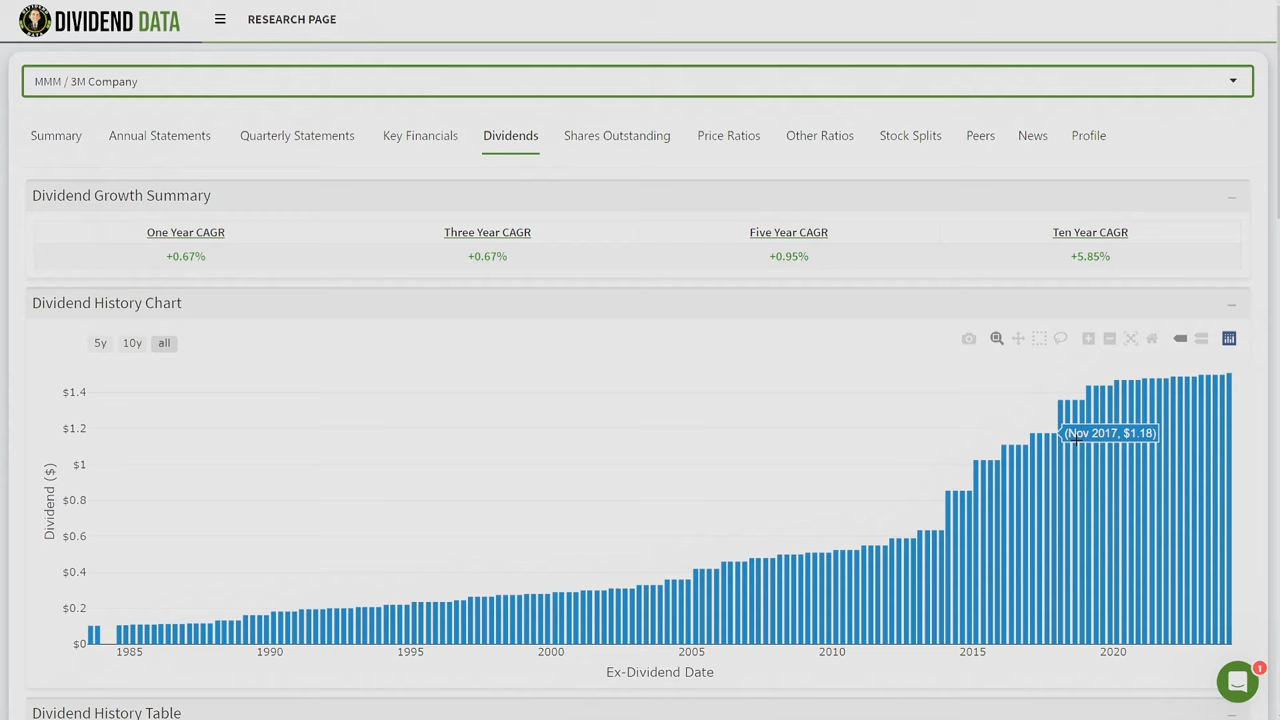 DIVIDEND DATA
RESEARCH PAGE
MMM / 3M Company
Summary Annual Statements Quarterly Statements Key Financials Dividends Shares Outstanding Price Ratios Other Ratios Stock Splits Peers News Profile
Dividend Growth Summary
One Year CAGR Three Year CAGR Five Year CAGR Ten Year CAGR
+0.67% +0.67% +0.95% +5.85%
Dividend History Chart
5y 10y all
$1.4
$1.2
(Nov 2017, $1.18)
$1
$0.8
$0.6
$0.4
$0.2
$0
Dividend ($)
1985 1990 1995 2000 2005 2010 2015 2020
Ex-Dividend Date
1
Dividend History Table